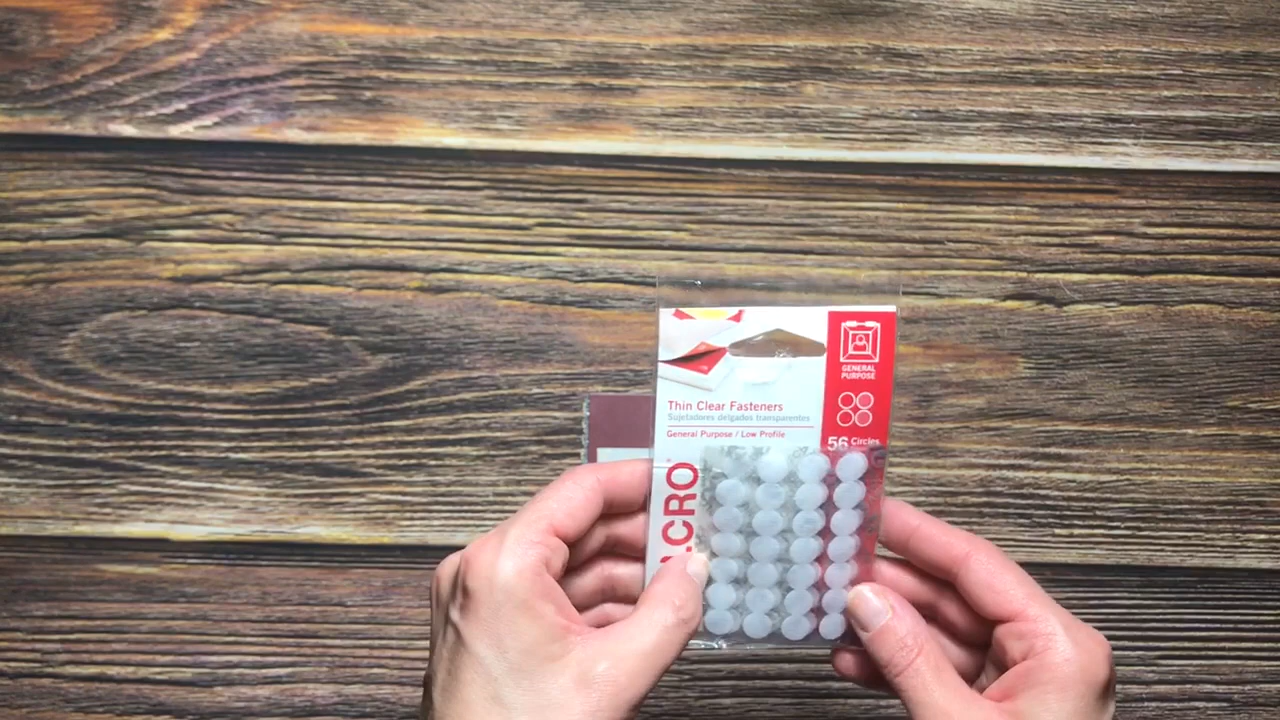 GENERAL
PURPOSE
Thin Clear Fasteners
Sujetadores delgados transparentes
General Purpose / Low Profile
56 Circles
LCRO